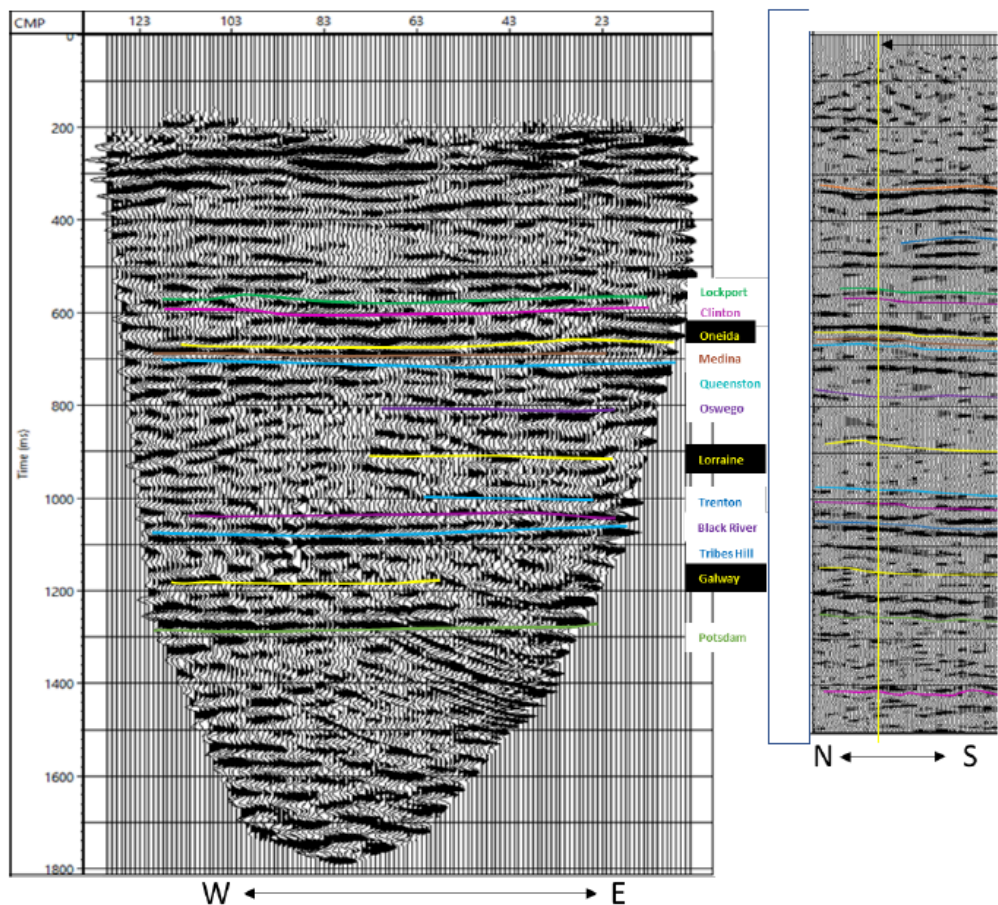 CMP 123 103 83 63 43 23
0
200
400
600
800
1000
1200
1400
1600
1800
Time (ms)
Lockport
Clinton
Oneida
Medina
Queenston
Oswego
Lorraine
Trenton
Black River
Tribes Hill
Galway
Potsdam
W E
N S